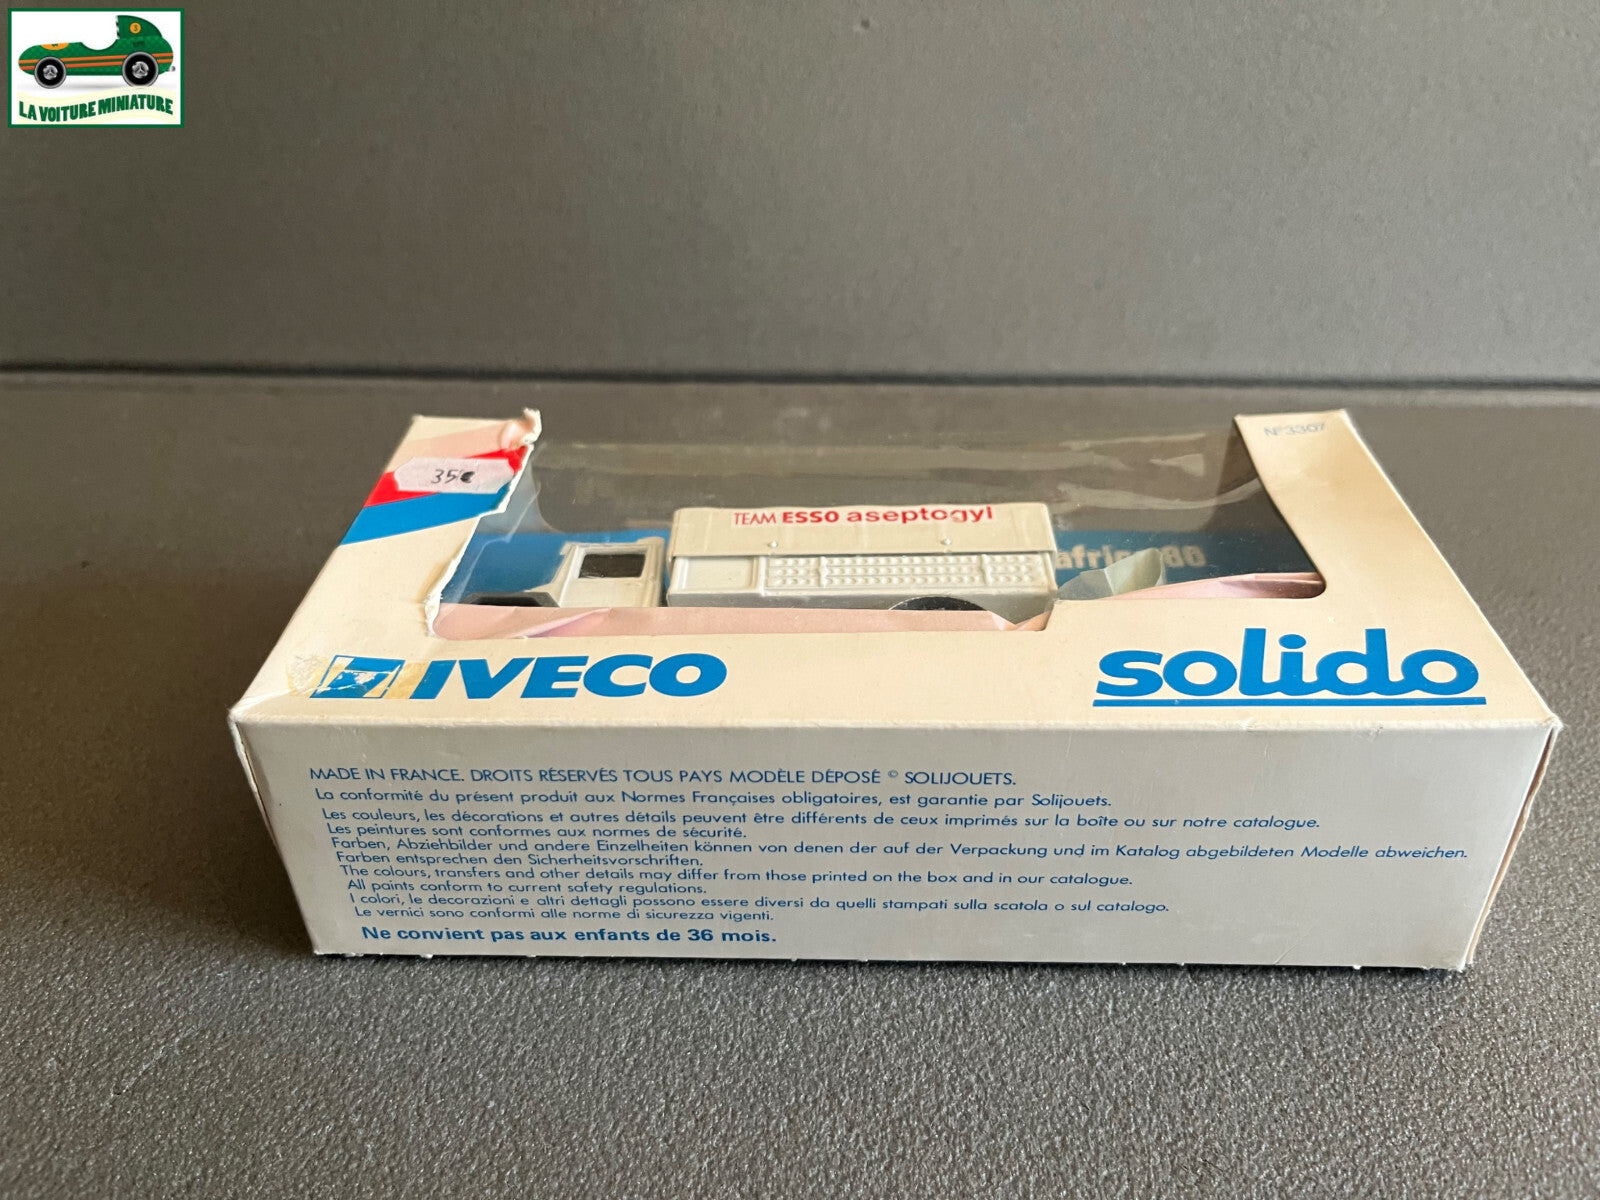 LA VOITURE MINIATURE
N°3307
35€
TEAM ESSO aseptogyl
80
IVECO
solido
MADE IN FRANCE. DROITS RÉSERVÉS TOUS PAYS MODÈLE DÉPOSÉ © SOLIJOUETS.
La conformité du présent produit aux Normes Françaises obligatoires, est garantie par Solijouets.
Les couleurs, les décorations et autres détails peuvent être différents de ceux imprimés sur la boîte ou sur notre catalogue.
Les peintures sont conformes aux normes de sécurité.
Farben, Abziehbilder und andere Einzelheiten können von denen der auf der Verpackung und im Katalog abgebildeten Modelle abweichen.
Farben entsprechen den Sicherheitsvorschriften.
The colours, transfers and other details may differ from those printed on the box and in our catalogue.
All paints conform to current safety regulations.
I colori, le decorazioni e altri dettagli possono essere diversi da quelli stampati sulla scatola o sul catalogo.
Le vernici sono conformi alle norme di sicurezza vigenti.
Ne convient pas aux enfants de 36 mois.